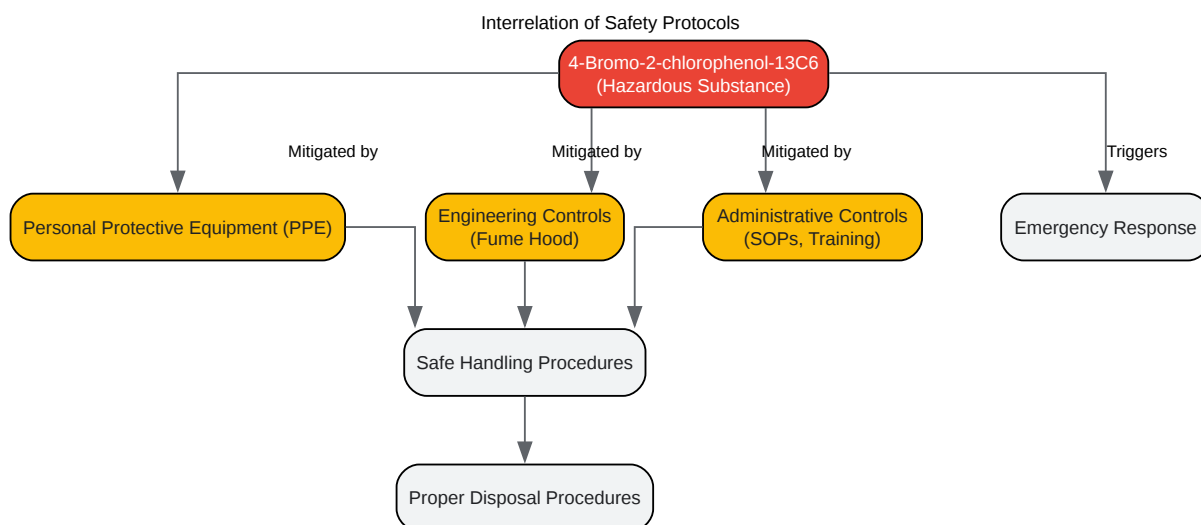 Interrelation of Safety Protocols
4-Bromo-2-chlorophenol-13C6
(Hazardous Substance)
Mitigated by
Mitigated by
Mitigated by
Triggers
Personal Protective Equipment (PPE)
Engineering Controls
(Fume Hood)
Administrative Controls
(SOPs, Training)
Emergency Response
Safe Handling Procedures
Proper Disposal Procedures